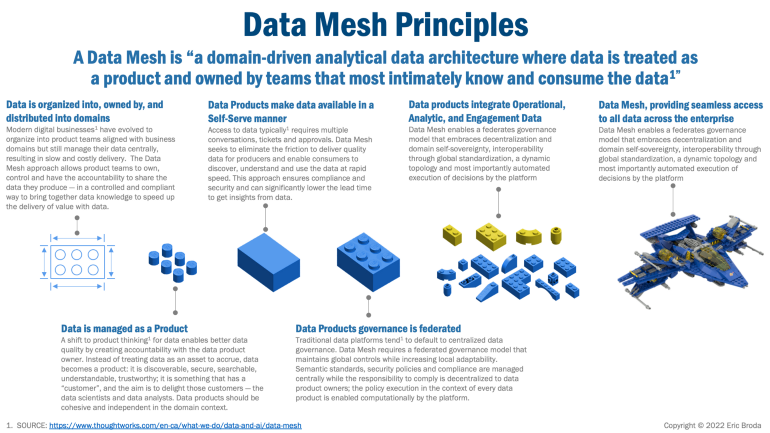 Data Mesh Principles
A Data Mesh is “a domain-driven analytical data architecture where data is treated as
a product and owned by teams that most intimately know and consume the data1”
Data is organized into, owned by, and
distributed into domains
Modern digital businesses1 have evolved to
organize into product teams aligned with business
domains but still manage their data centrally,
resulting in slow and costly delivery. The Data
Mesh approach allows product teams to own,
control and have the accountability to share the
data they produce — in a controlled and compliant
way to bring together data knowledge to speed up
the delivery of value with data.
Data Products make data available in a
Self-Serve manner
Access to data typically1 requires multiple
conversations, tickets and approvals. Data Mesh
seeks to eliminate the friction to deliver quality
data for producers and enable consumers to
discover, understand and use the data at rapid
speed. This approach ensures compliance and
security and can significantly lower the lead time
to get insights from data.
Data products integrate Operational,
Analytic, and Engagement Data
Data Mesh enables a federates governance
model that embraces decentralization and
domain self-sovereignty, interoperability
through global standardization, a dynamic
topology and most importantly automated
execution of decisions by the platform
Data Mesh, providing seamless access
to all data across the enterprise
Data Mesh enables a federates governance
model that embraces decentralization and
domain self-sovereignty, interoperability through
global standardization, a dynamic topology and
most importantly automated execution of
decisions by the platform
Data is managed as a Product
A shift to product thinking1 for data enables better data
quality by creating accountability with the data product
owner. Instead of treating data as an asset to accrue, data
becomes a product: it is discoverable, secure, searchable,
understandable, trustworthy; it is something that has a
“customer”, and the aim is to delight those customers — the
data scientists and data analysts. Data products should be
cohesive and independent in the domain context.
Data Products governance is federated
Traditional data platforms tend1 to default to centralized data
governance. Data Mesh requires a federated governance model that
maintains global controls while increasing local adaptability.
Semantic standards, security policies and compliance are managed
centrally while the responsibility to comply is decentralized to data
product owners; the policy execution in the context of every data
product is enabled computationally by the platform.
1. SOURCE: https://www.thoughtworks.com/en-ca/what-we-do/data-and-ai/data-mesh
Copyright © 2022 Eric Broda